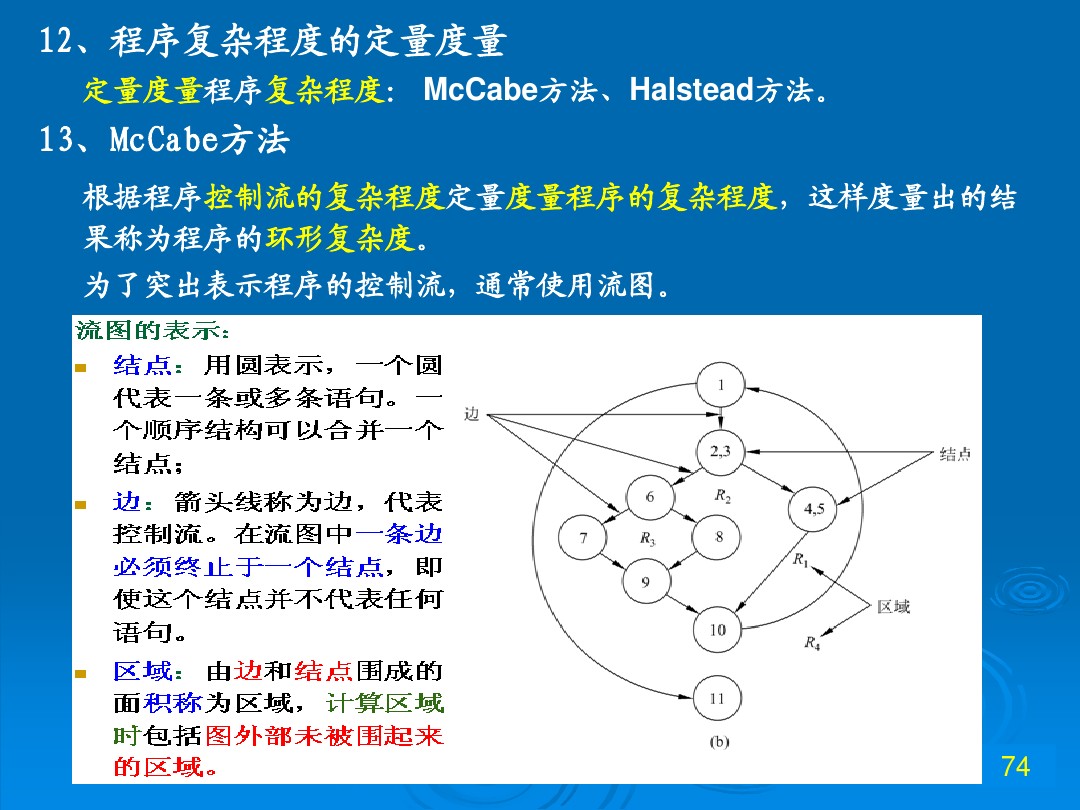 12、程序复杂程度的定量度量
定量度量程序复杂程度： McCabe方法、Halstead方法。
13、McCabe方法
根据程序控制流的复杂程度定量度量程序的复杂程度，这样度量出的结
果称为程序的环形复杂度。
为了突出表示程序的控制流，通常使用流图。
流图的表示：
结点：用圆表示，一个圆
代表一条或多条语句。一
个顺序结构可以合并一个
结点；
边：箭头线称为边，代表
控制流。在流图中一条边
必须终止于一个结点，即
使这个结点并不代表任何
语句。
区域：由边和结点围成的
面积称为区域，计算区域
时包括图外部未被围起来
的区域。
1
边
2,3
结点
6
R2
4,5
7
R3
8
R1
9
区域
10
R4
11
(b)
74